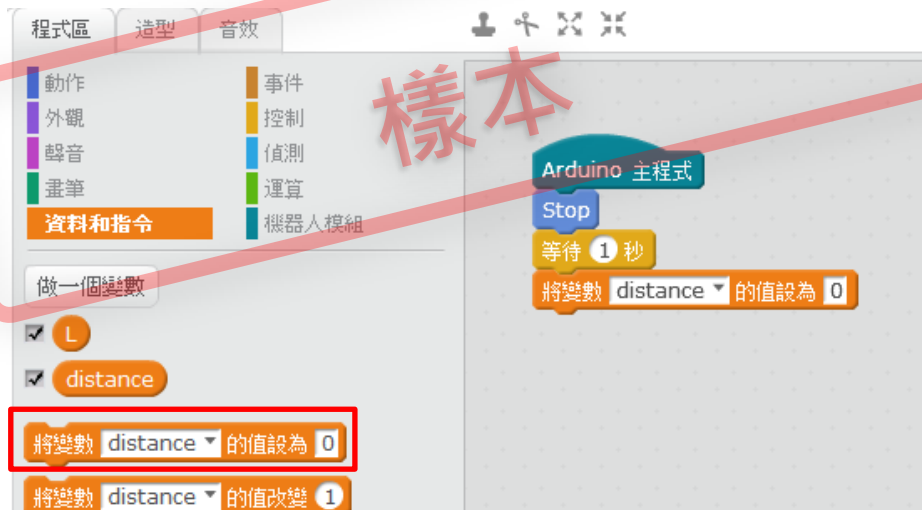 程式區 造型 音效
動作 事件
外觀 控制
聲音 偵測
畫筆 運算
資料和指令 機器人模組
做一個變數
L
distance
將變數 distance 的值設為 0
將變數 distance 的值改變 1
樣本
Arduino 主程式
Stop
等待 1 秒
將變數 distance 的值設為 0